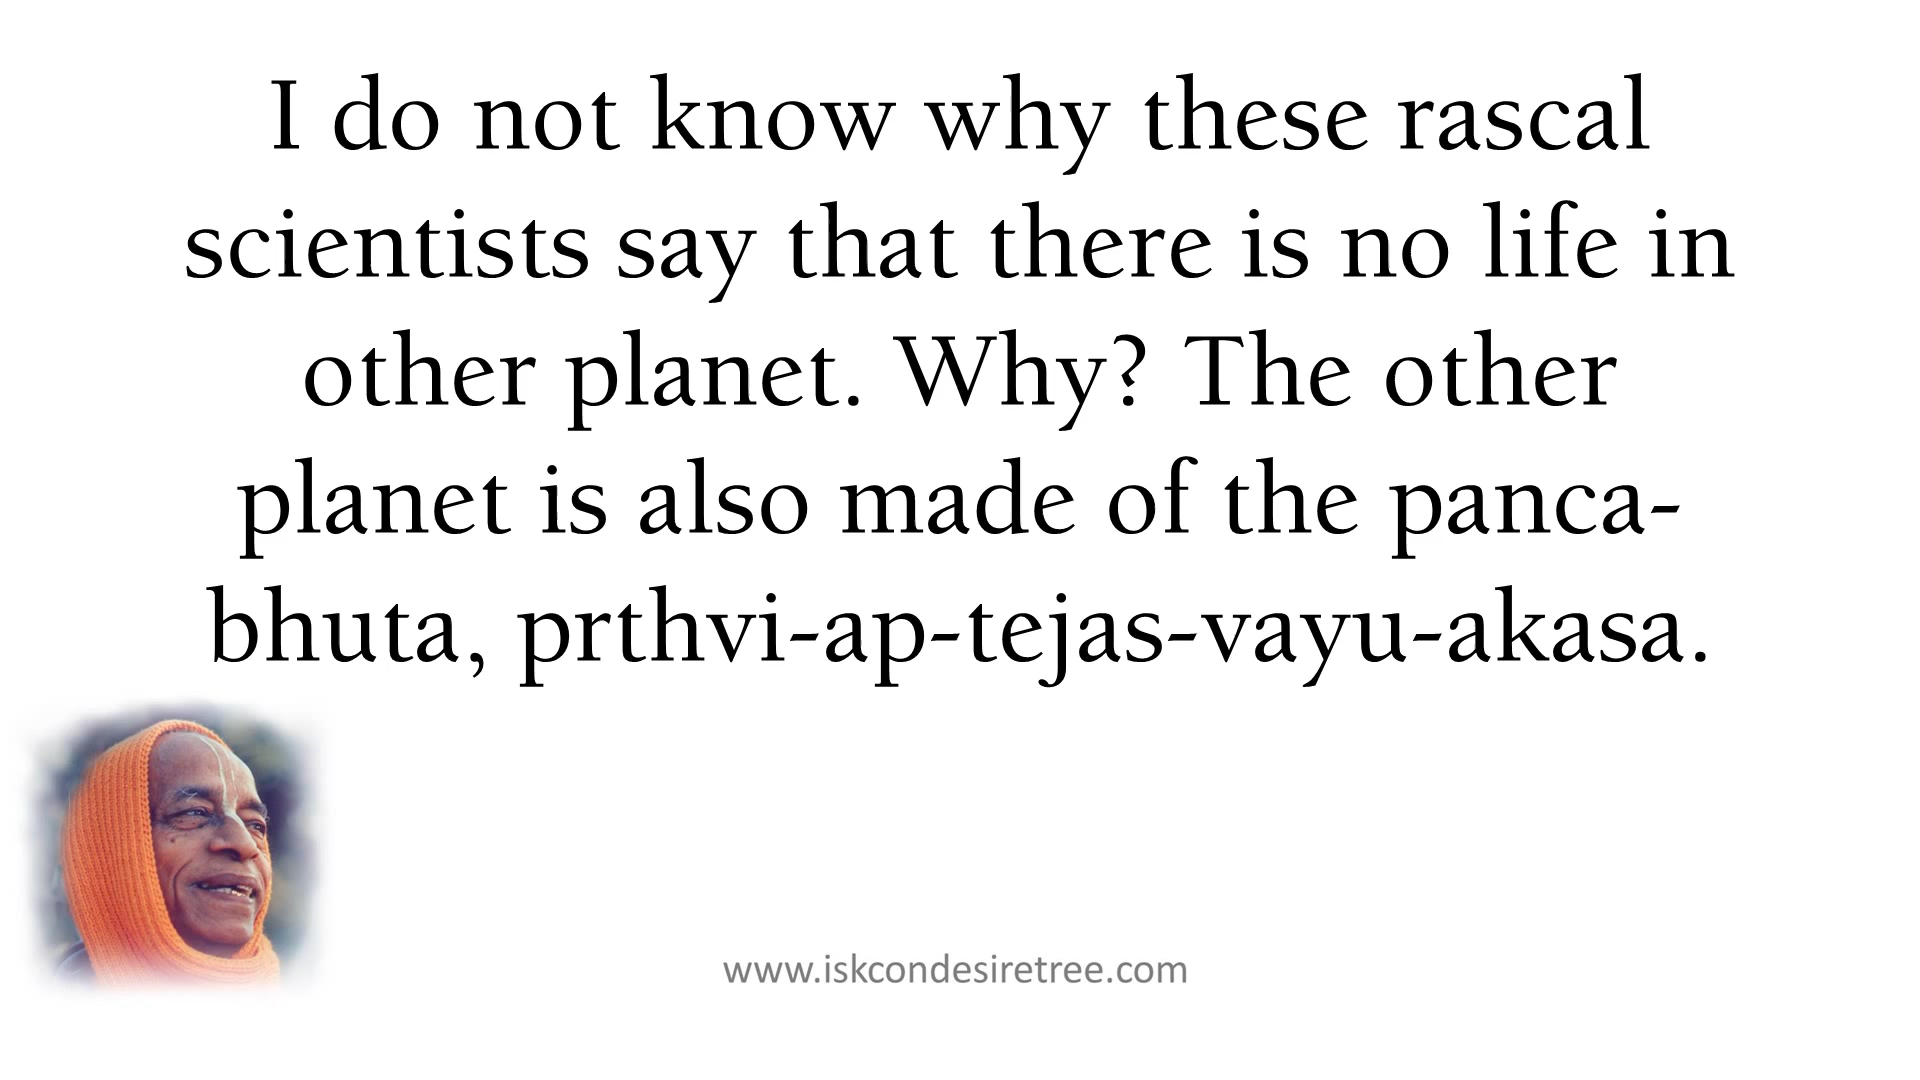 I do not know why these rascal
scientists say that there is no life in
other planet. Why? The other
planet is also made of the panca-
bhuta, prthvi-ap-tejas-vayu-akasa.
www.iskcondesiretree.com